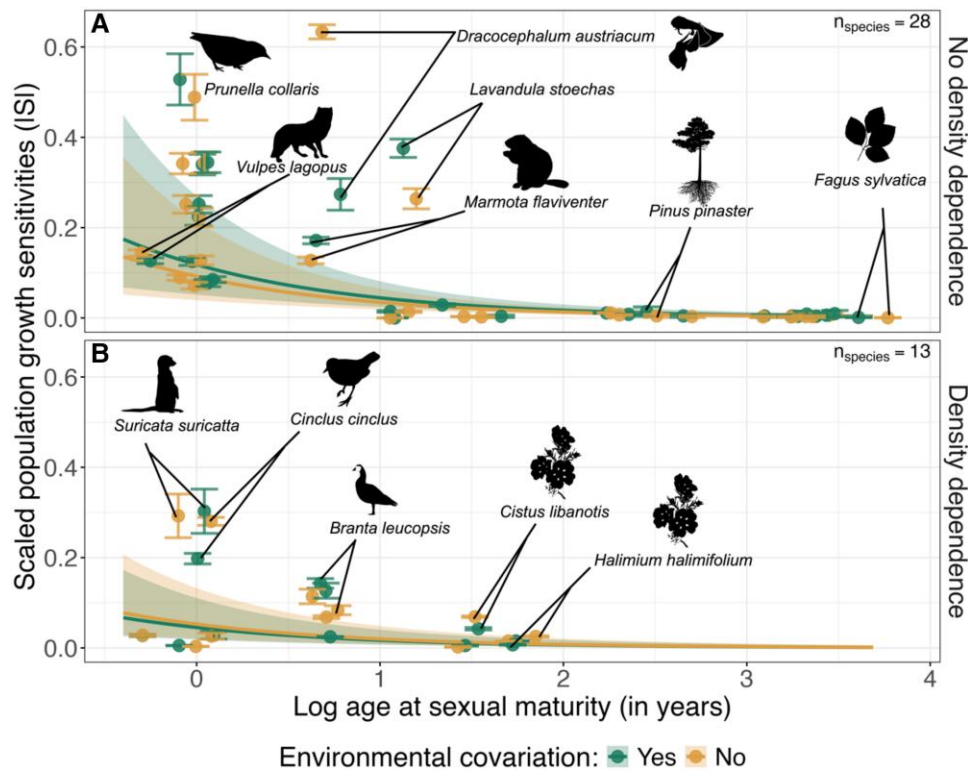 A
n_species = 28
Dracocephalum austriacum
Prunella collaris
Lavandula stoechas
Vulpes lagopus
Marmota flaviventer
Pinus pinaster
Fagus sylvatica
No density dependence
0.6
0.4
0.2
0.0
B
n_species = 13
Suricata suricatta
Cinclus cinclus
Branta leucopsis
Cistus libanotis
Halimium halimifolium
Density dependence
0.6
0.4
0.2
0.0
Scaled population growth sensitivities (|S|)
0 1 2 3 4
Log age at sexual maturity (in years)
Environmental covariation: Yes No